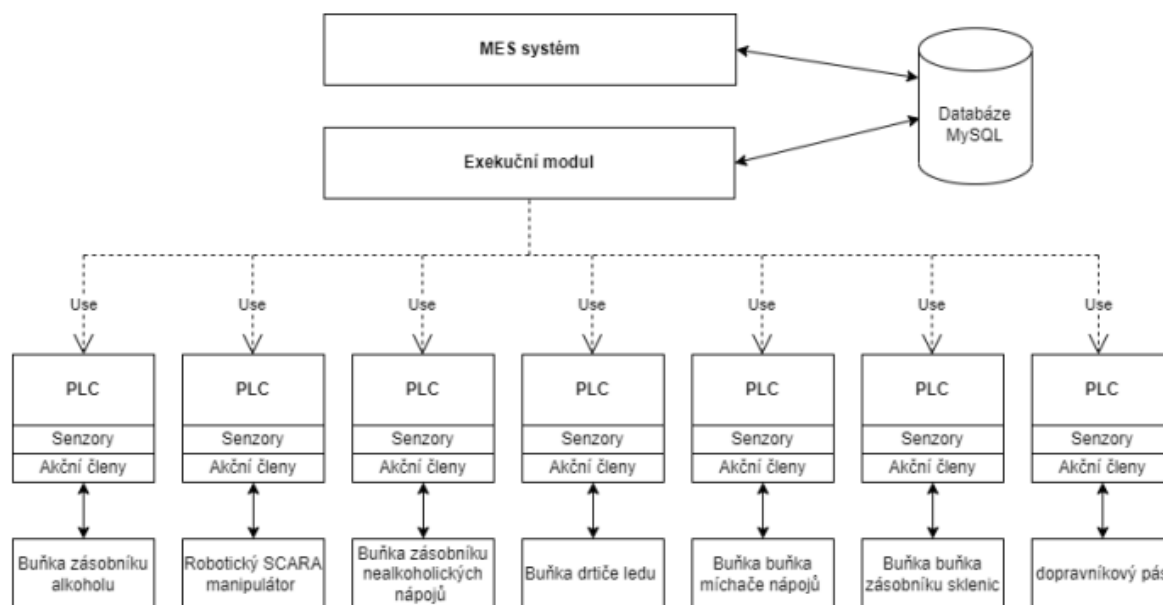 MES systém
Databáze
MySQL
Exekuční modul
Use Use Use Use Use Use Use
PLC PLC PLC PLC PLC PLC PLC
Senzory Senzory Senzory Senzory Senzory Senzory Senzory
Akční členy Akční členy Akční členy Akční členy Akční členy Akční členy Akční členy
Buňka zásobníku
alkoholu
Robotický SCARA
manipulátor
Buňka zásobníku
nealkoholických
nápojů
Buňka drtiče ledu
Buňka buňka
míchače nápojů
Buňka buňka
zásobníku sklenic
dopravníkový pás